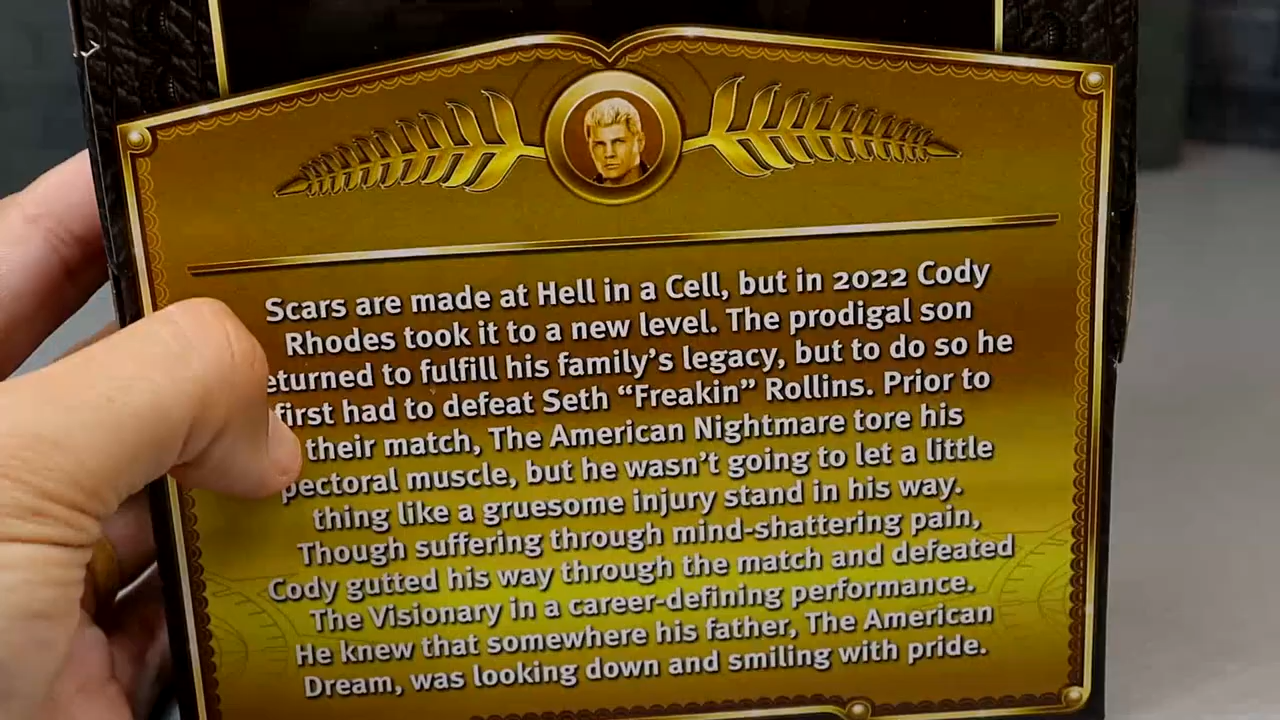 Scars are made at Hell in a Cell, but in 2022 Cody
Rhodes took it to a new level. The prodigal son
eturned to fulfill his family's legacy, but to do so he
first had to defeat Seth “Freakin” Rollins. Prior to
their match, The American Nightmare tore his
pectoral muscle, but he wasn't going to let a little
thing like a gruesome injury stand in his way.
Though suffering through mind-shattering pain,
Cody gutted his way through the match and defeated
The Visionary in a career-defining performance.
He knew that somewhere his father, The American
Dream, was looking down and smiling with pride.